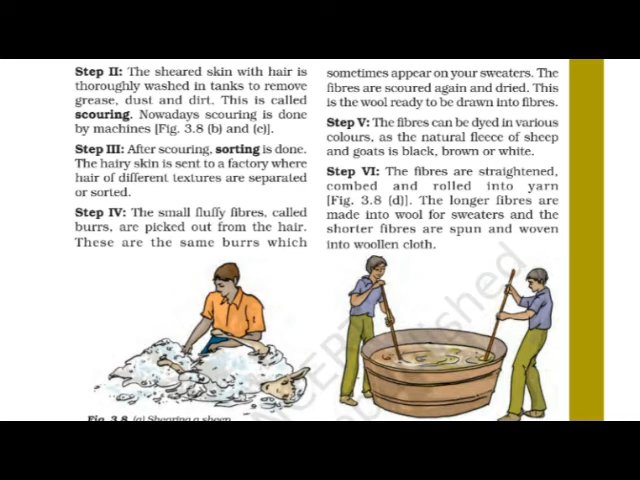 Step II: The sheared skin with hair is
thoroughly washed in tanks to remove
grease, dust and dirt. This is called
scouring. Nowadays scouring is done
by machines [Fig. 3.8 (b) and (c)].
Step III: After scouring, sorting is done.
The hairy skin is sent to a factory where
hair of different textures are separated
or sorted.
Step IV: The small fluffy fibres, called
burrs, are picked out from the hair.
These are the same burrs which
sometimes appear on your sweaters. The
fibres are scoured again and dried. This
is the wool ready to be drawn into fibres.
Step V: The fibres can be dyed in various
colours, as the natural fleece of sheep
and goats is black, brown or white.
Step VI: The fibres are straightened,
combed and rolled into yarn
[Fig. 3.8 (d)]. The longer fibres are
made into wool for sweaters and the
shorter fibres are spun and woven
into woollen cloth.
Fig. 3.8 (a) Shearing a sheep